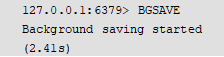 127.0.0.1:6379> BGSAVE
Background saving started
(2.41s)